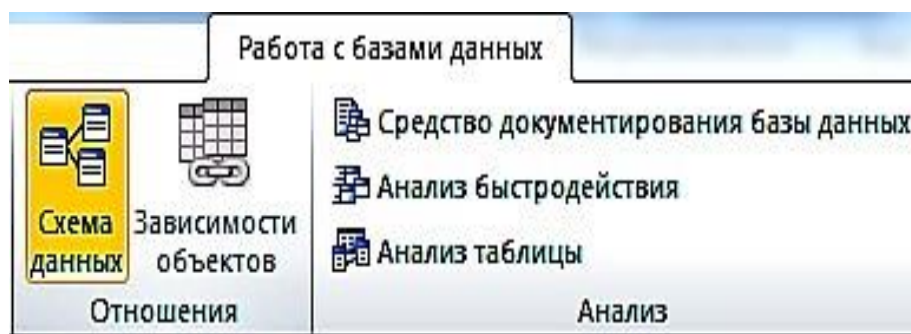 Работа с базами данных
Схема
данных
Зависимости
объектов
Отношения
Средство документирования базы данных
Анализ быстродействия
Анализ таблицы
Анализ